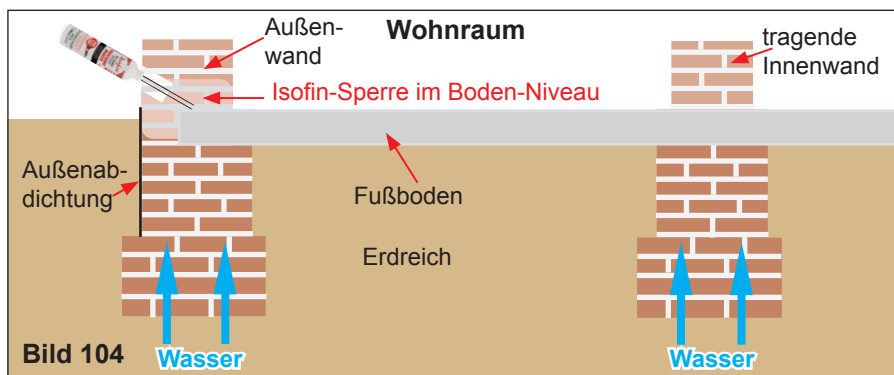 Außen-
wand
Wohnraum
tragende
Innenwand
Isofin-Sperre im Boden-Niveau
Außenab-
dichtung
Fußboden
Erdreich
Bild 104
Wasser
Wasser